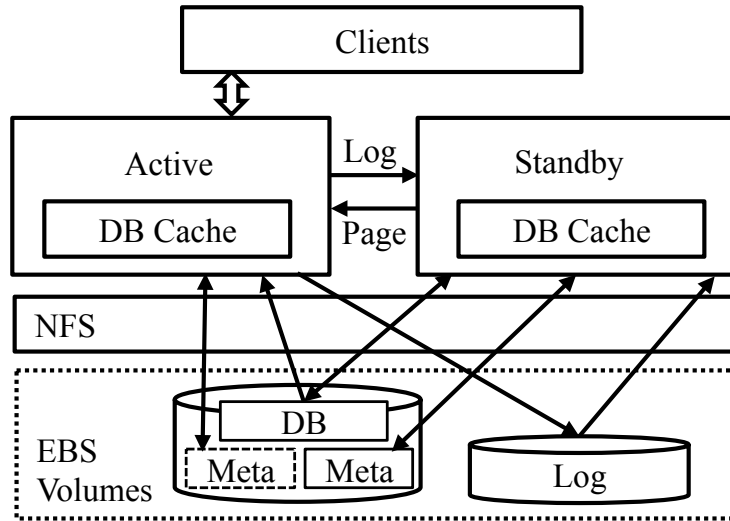 Clients
Active
Log
Standby
DB Cache
Page
DB Cache
NFS
DB
EBS
Volumes
Meta
Meta
Log